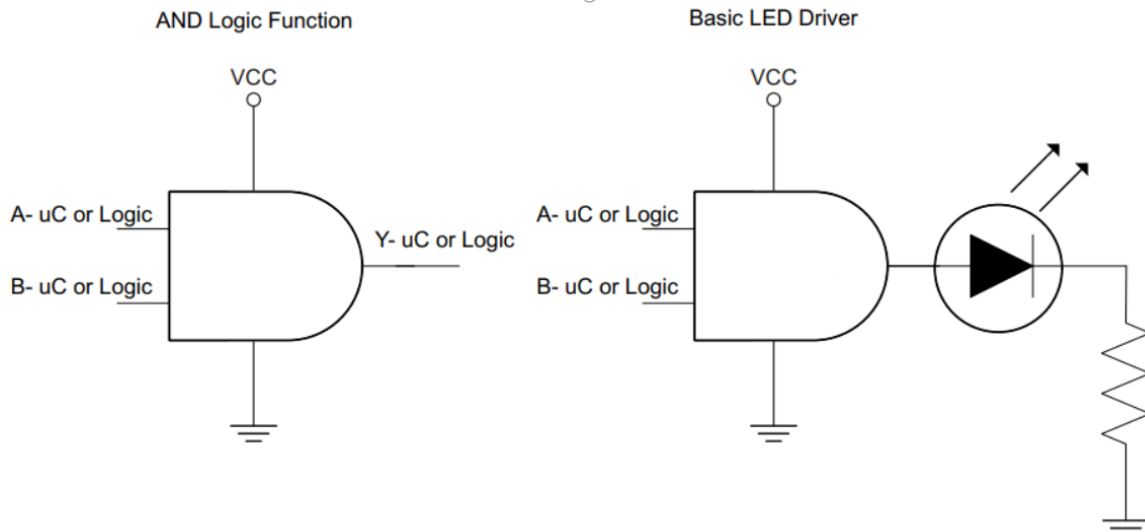 AND Logic Function
VCC
A- uC or Logic
Y- uC or Logic
B- uC or Logic
Basic LED Driver
VCC
A- uC or Logic
B- uC or Logic